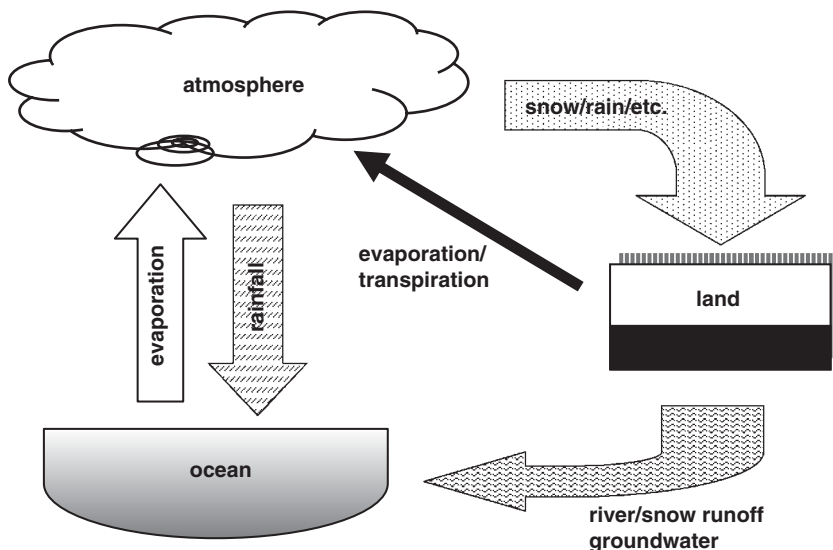 atmosphere
snow/rain/etc.
evaporation
rainfall
evaporation/
transpiration
land
ocean
river/snow runoff
groundwater